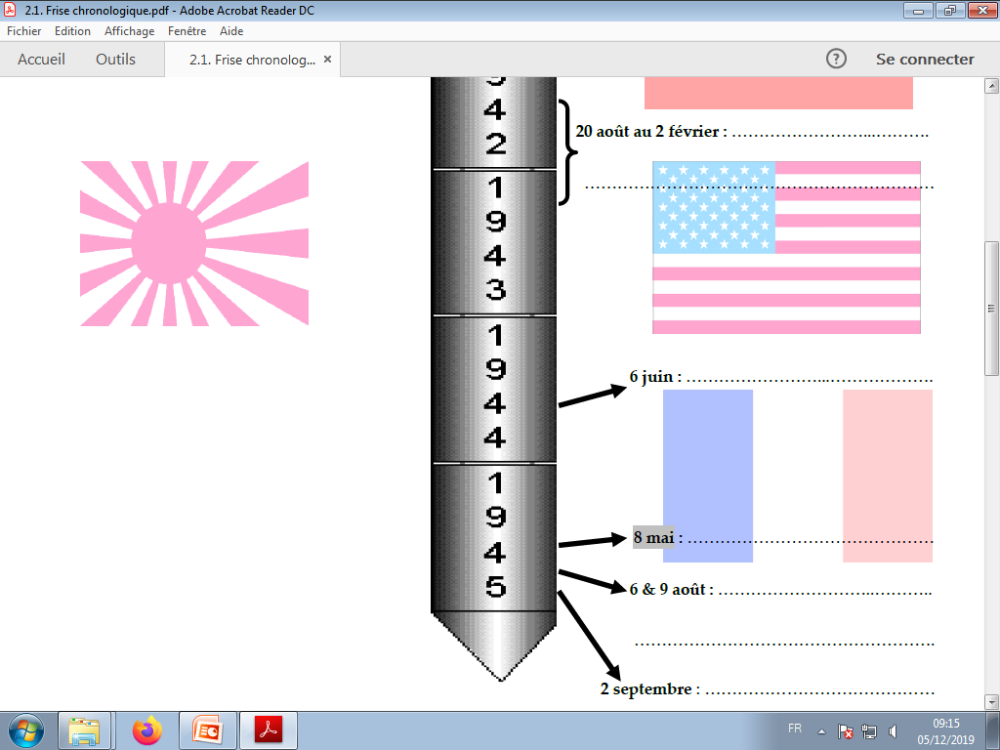 2.1. Frise chronologique.pdf - Adobe Acrobat Reader DC
Fichier Edition Affichage Fenêtre Aide
Accueil Outils 2.1. Frise chronolog... × ? Se connecter
9
4
2
20 août au 2 février : ……………………...……….
………………………………………………………
1
9
4
3
1
9
4
4
6 juin : ……………………...……………….
1
9
4
5
8 mai : ………………………………………
6 & 9 août : ………………………..………..
……………………………………………….
2 septembre : ……………………………………
FR 09:15
05/12/2019